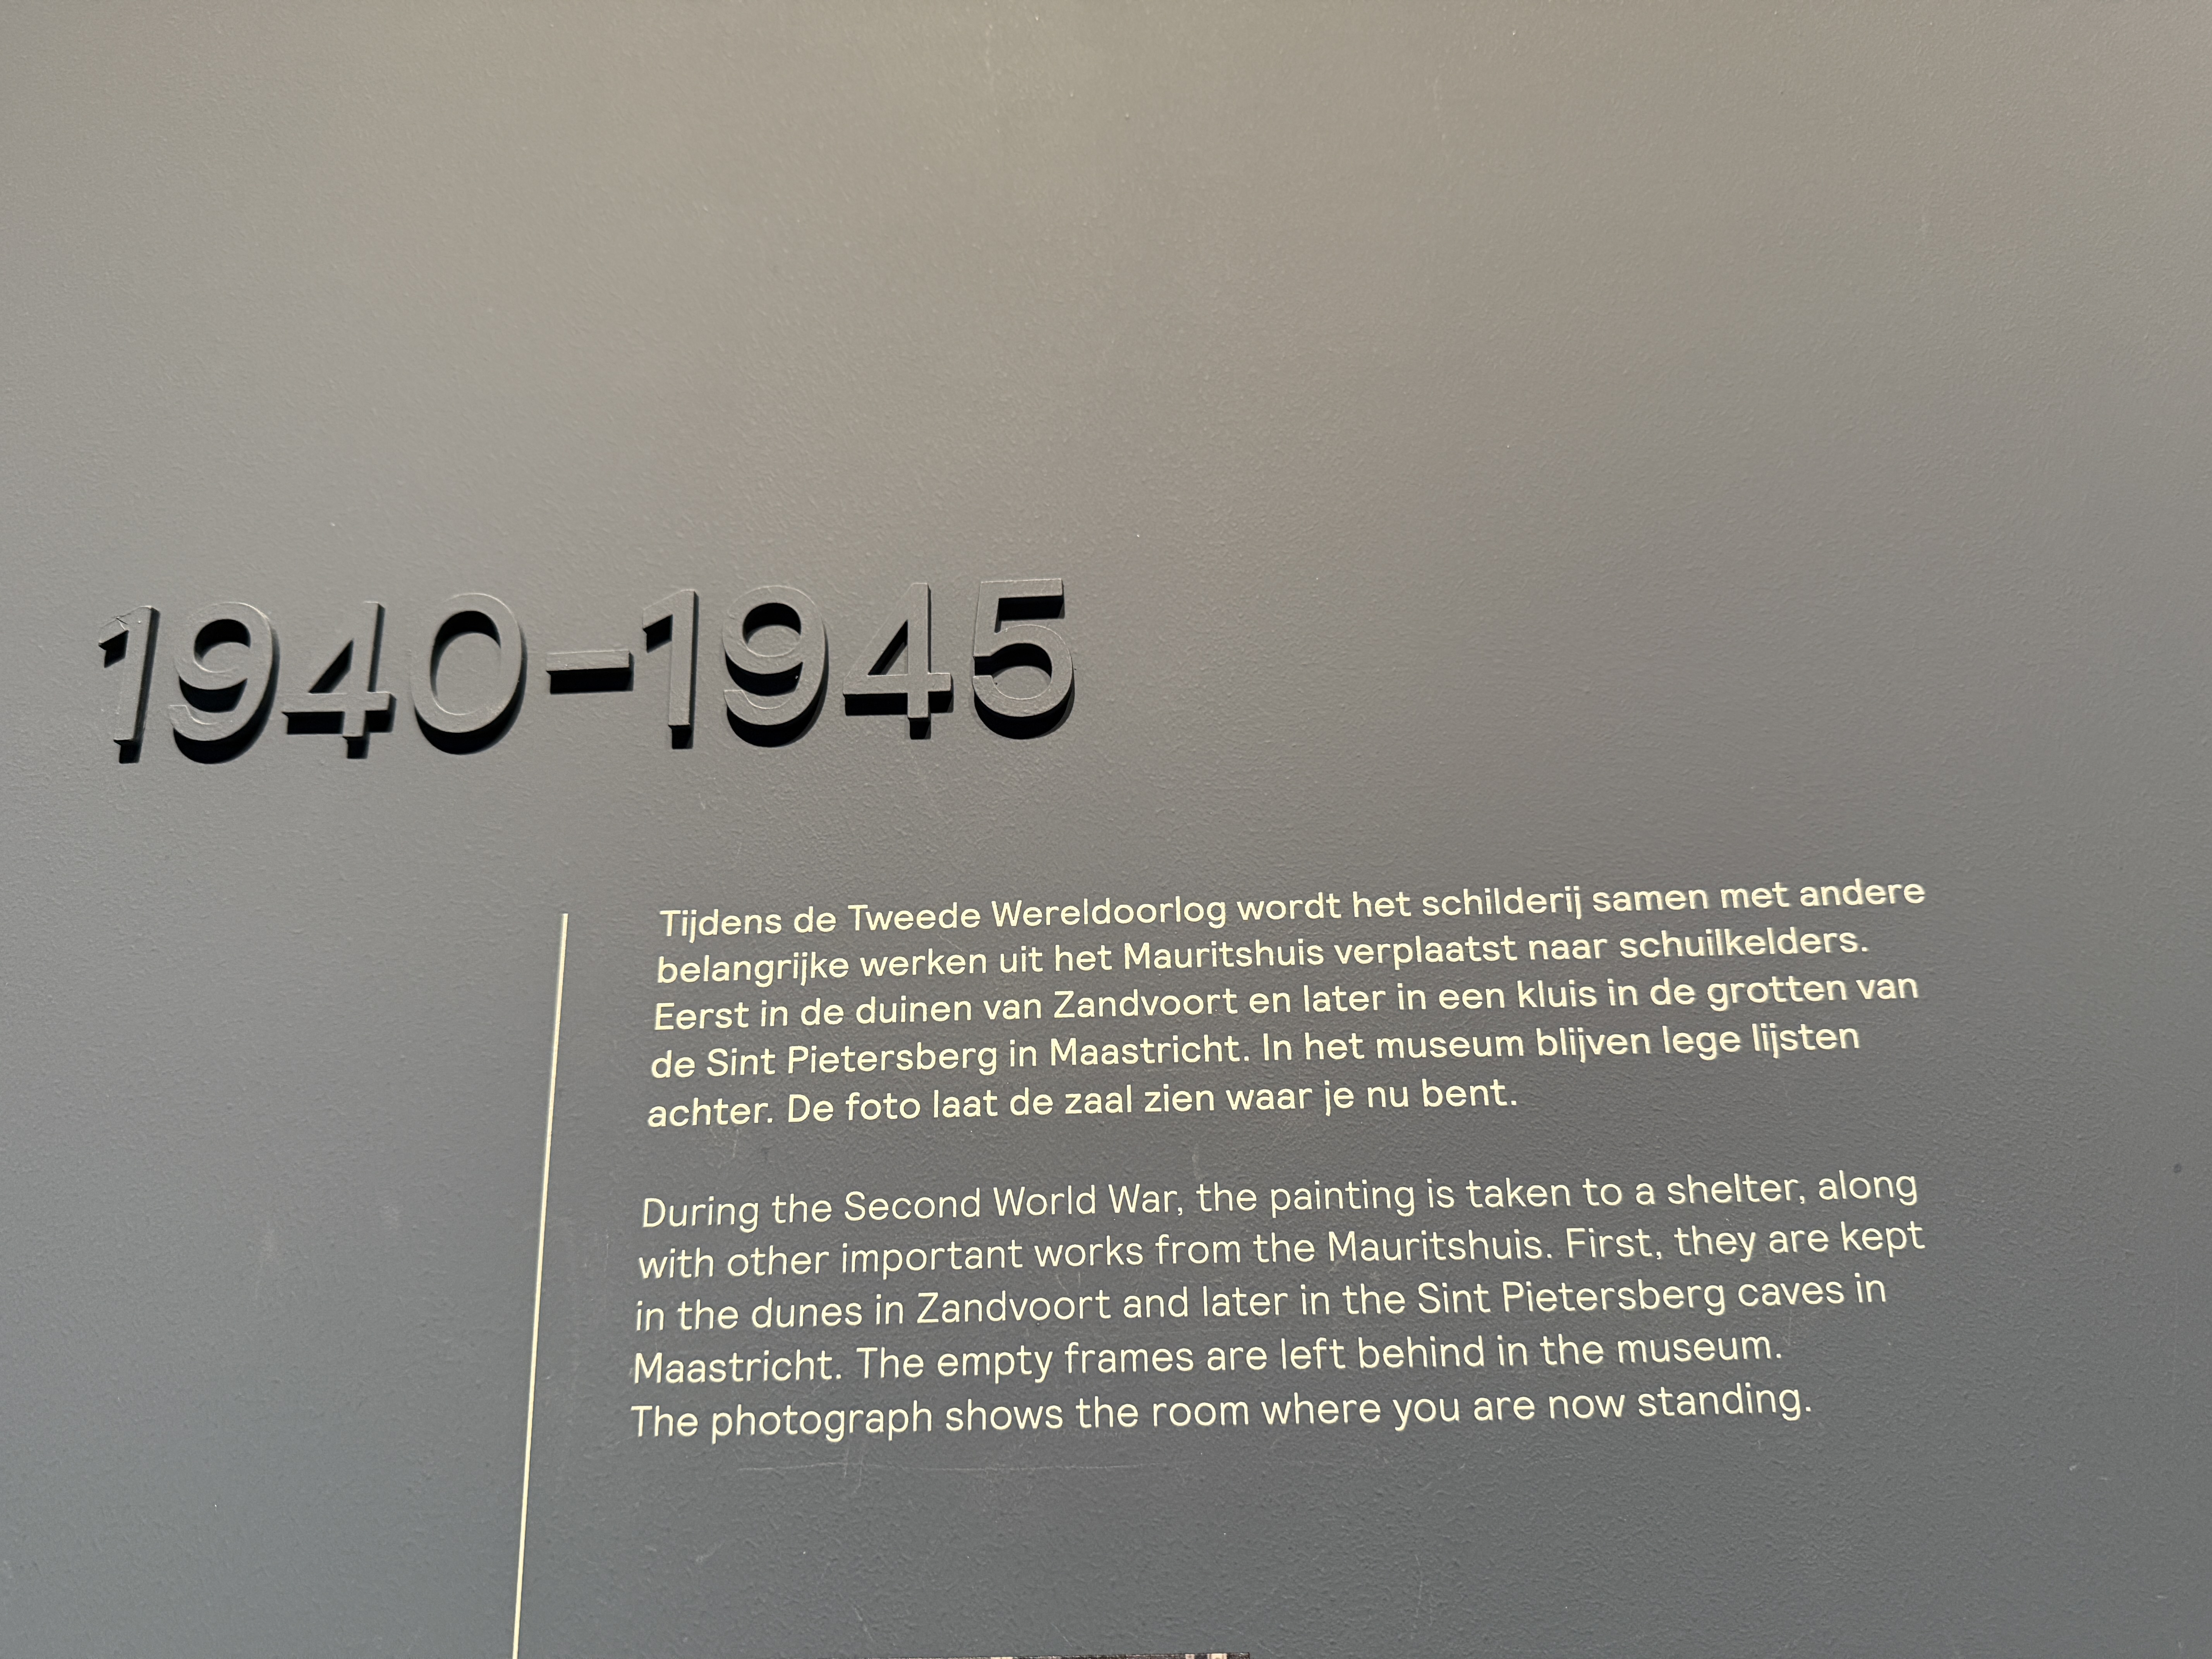 1940–1945
Tijdens de Tweede Wereldoorlog wordt het schilderij samen met andere
belangrijke werken uit het Mauritshuis verplaatst naar schuilkelders.
Eerst in de duinen van Zandvoort en later in een kluis in de grotten van
de Sint Pietersberg in Maastricht. In het museum blijven lege lijsten
achter. De foto laat de zaal zien waar je nu bent.
During the Second World War, the painting is taken to a shelter, along
with other important works from the Mauritshuis. First, they are kept
in the dunes in Zandvoort and later in the Sint Pietersberg caves in
Maastricht. The empty frames are left behind in the museum.
The photograph shows the room where you are now standing.